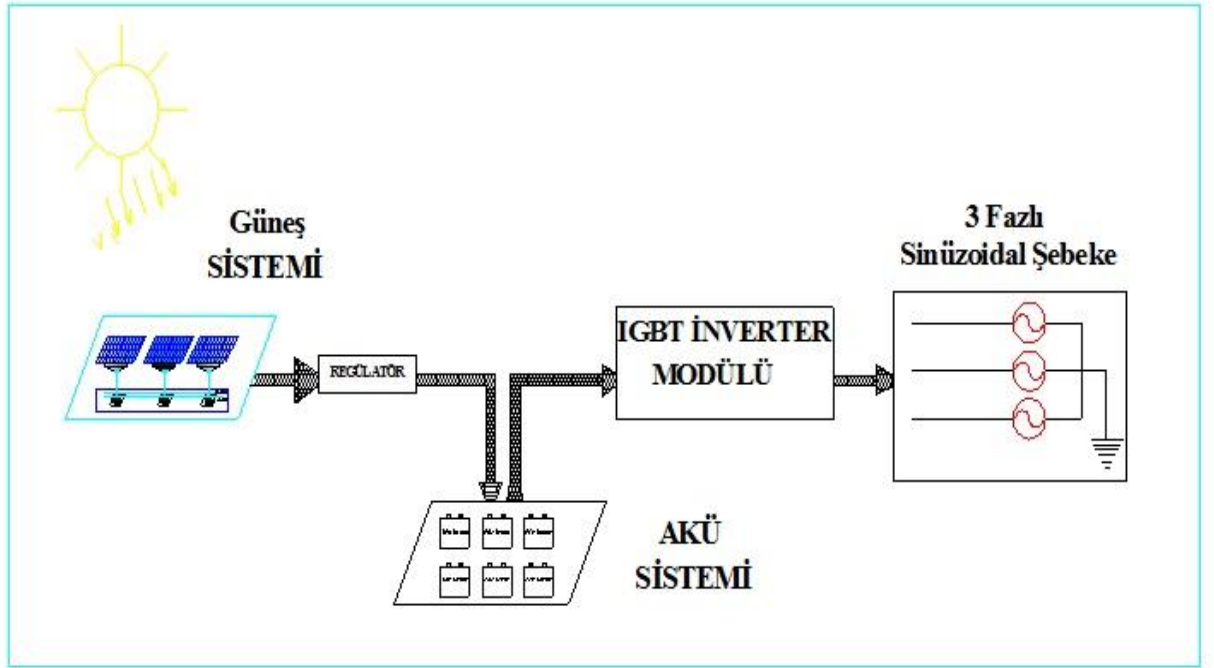 Güneş
SİSTEMİ
3 Fazlı
Sinüzoidal Şebeke
REGÜLATÖR
IGBT İNVERTER
MODÜLÜ
AKÜ
SİSTEMİ